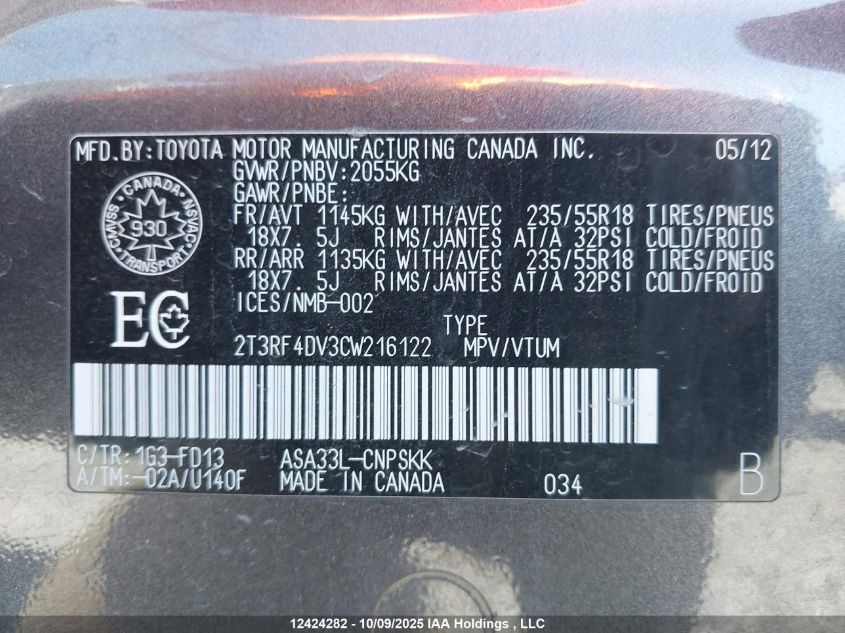 MFD.BY:TOYOTA MOTOR MANUFACTURING CANADA INC. 05/12
GVWR/PNBV:2055KG
GAWR/PNBE:
FR/AVT 1145KG WITH/AVEC 235/55R18 TIRES/PNEUS
18X7.5J RIMS/JANTES AT/A 32PSI COLD/FROID
RR/ARR 1135KG WITH/AVEC 235/55R18 TIRES/PNEUS
18X7.5J RIMS/JANTES AT/A 32PSI COLD/FROID
ICES/NMB-002
CANADA
CMVSS
NSVAC
930
TRANSPORT
EC
TYPE
2T3RF4DV3CW216122 MPV/VTUM
C/TR:1G3-FD13 ASA33L-CNPSKK
A/TM:-02A/U140F MADE IN CANADA 034 B
12424282 - 10/09/2025 IAA Holdings , LLC